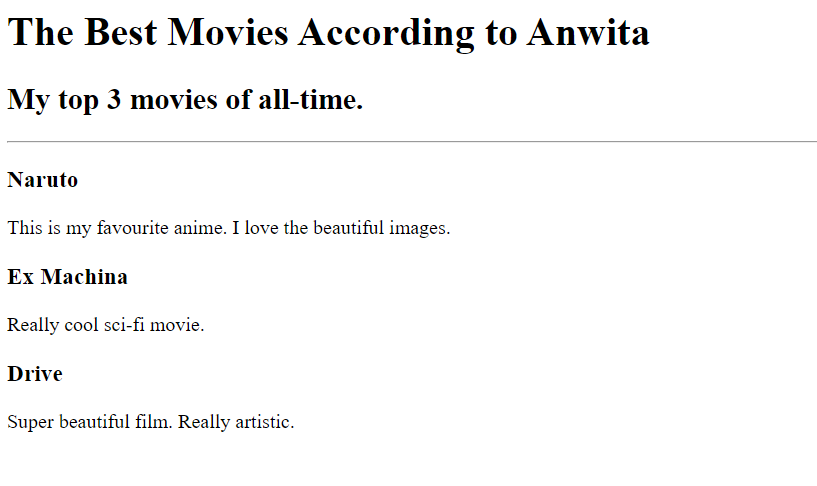 The Best Movies According to Anwita
My top 3 movies of all-time.
Naruto
This is my favourite anime. I love the beautiful images.
Ex Machina
Really cool sci-fi movie.
Drive
Super beautiful film. Really artistic.